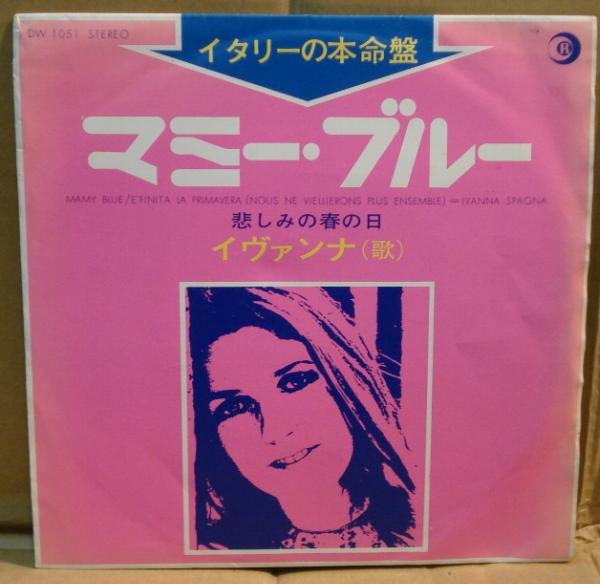 DW 1051 STEREO
イタリーの本命盤
R
マミー・ブルー
MAMY BLUE/E'FINITA LA PRIMAVERA (NOUS NE VIELLIERONS PLUS ENSEMBLE) = IVANNA SPAGNA
悲しみの春の日
イヴァンナ(歌)